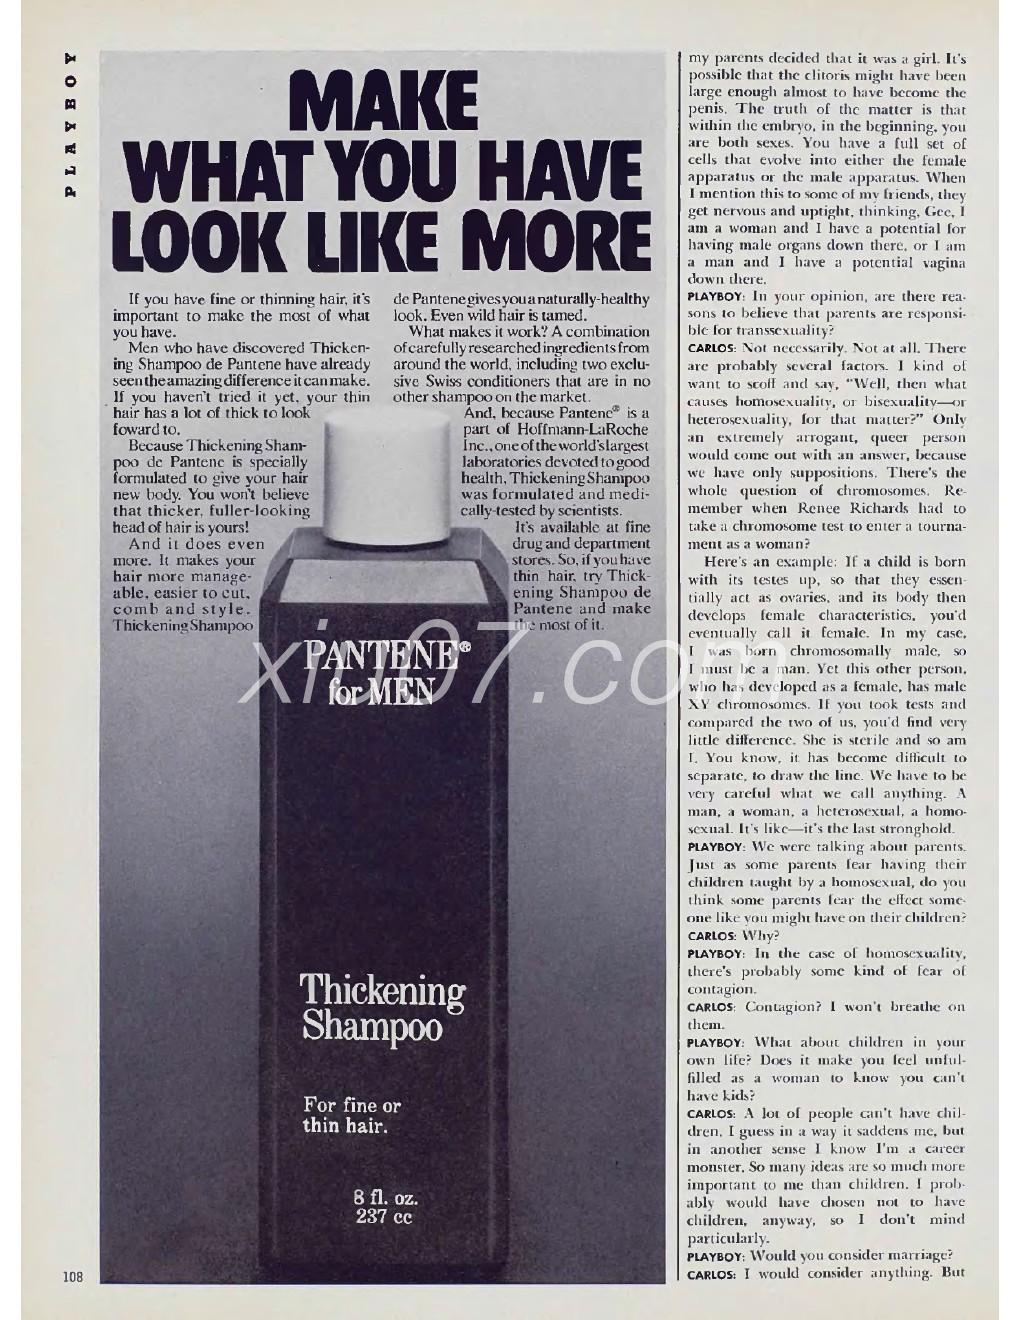 PLAYBOY
MAKE
WHAT YOU HAVE
LOOK LIKE MORE
If you have fine or thinning hair, it's
important to make the most of what
you have.
Men who have discovered Thicken-
ing Shampoo de Pantene have already
seen the amazing difference it can make.
If you haven't tried it yet, your thin
hair has a lot of thick to look
foward to.
Because Thickening Sham-
poo de Pantene is specially
formulated to give your hair
new body. You won't believe
that thicker, fuller-looking
head of hair is yours!
And it does even
more. It makes your
hair more manage-
able, easier to cut,
comb and style.
Thickening Shampoo
de Pantene gives you a naturally-healthy
look. Even wild hair is tamed.
What makes it work? A combination
of carefully researched ingredients from
around the world, including two exclu-
sive Swiss conditioners that are in no
other shampoo on the market.
And, because Pantene® is a
part of Hoffmann-LaRoche
Inc., one of the world's largest
laboratories devoted to good
health, Thickening Shampoo
was formulated and medi-
cally-tested by scientists.
It's available at fine
drug and department
stores. So, if you have
thin hair, try Thick-
ening Shampoo de
Pantene and make
the most of it.
PANTENE®
for MEN
Thickening
Shampoo
For fine or
thin hair.
8 fl. oz.
237 cc
108
my parents decided that it was a girl. It's
possible that the clitoris might have been
large enough almost to have become the
penis. The truth of the matter is that
within the embryo, in the beginning, you
are both sexes. You have a full set of
cells that evolve into either the female
apparatus or the male apparatus. When
I mention this to some of my friends, they
get nervous and uptight, thinking, Gee, I
am a woman and I have a potential for
having male organs down there, or I am
a man and I have a potential vagina
down there.
PLAYBOY: In your opinion, are there rea-
sons to believe that parents are responsi-
ble for transsexuality?
CARLOS: Not necessarily. Not at all. There
are probably several factors. I kind of
want to scoff and say, "Well, then what
causes homosexuality, or bisexuality—or
heterosexuality, for that matter?" Only
an extremely arrogant, queer person
would come out with an answer, because
we have only suppositions. There's the
whole question of chromosomes. Re-
member when Renee Richards had to
take a chromosome test to enter a tourna-
ment as a woman?
Here's an example: If a child is born
with its testes up, so that they essen-
tially act as ovaries, and its body then
develops female characteristics, you'd
eventually call it female. In my case,
I was born chromosomally male, so
I must be a man. Yet this other person,
who has developed as a female, has male
XY chromosomes. If you took tests and
compared the two of us, you'd find very
little difference. She is sterile and so am
I. You know, it has become difficult to
separate, to draw the line. We have to be
very careful what we call anything. A
man, a woman, a heterosexual, a homo-
sexual. It's like—it's the last stronghold.
PLAYBOY: We were talking about parents.
Just as some parents fear having their
children taught by a homosexual, do you
think some parents fear the effect some-
one like you might have on their children?
CARLOS: Why?
PLAYBOY: In the case of homosexuality,
there's probably some kind of fear of
contagion.
CARLOS: Contagion? I won't breathe on
them.
PLAYBOY: What about children in your
own life? Does it make you feel unful-
filled as a woman to know you can't
have kids?
CARLOS: A lot of people can't have chil-
dren. I guess in a way it saddens me, but
in another sense I know I'm a career
monster. So many ideas are so much more
important to me than children. I prob-
ably would have chosen not to have
children, anyway, so I don't mind
particularly.
PLAYBOY: Would you consider marriage?
CARLOS: I would consider anything. But